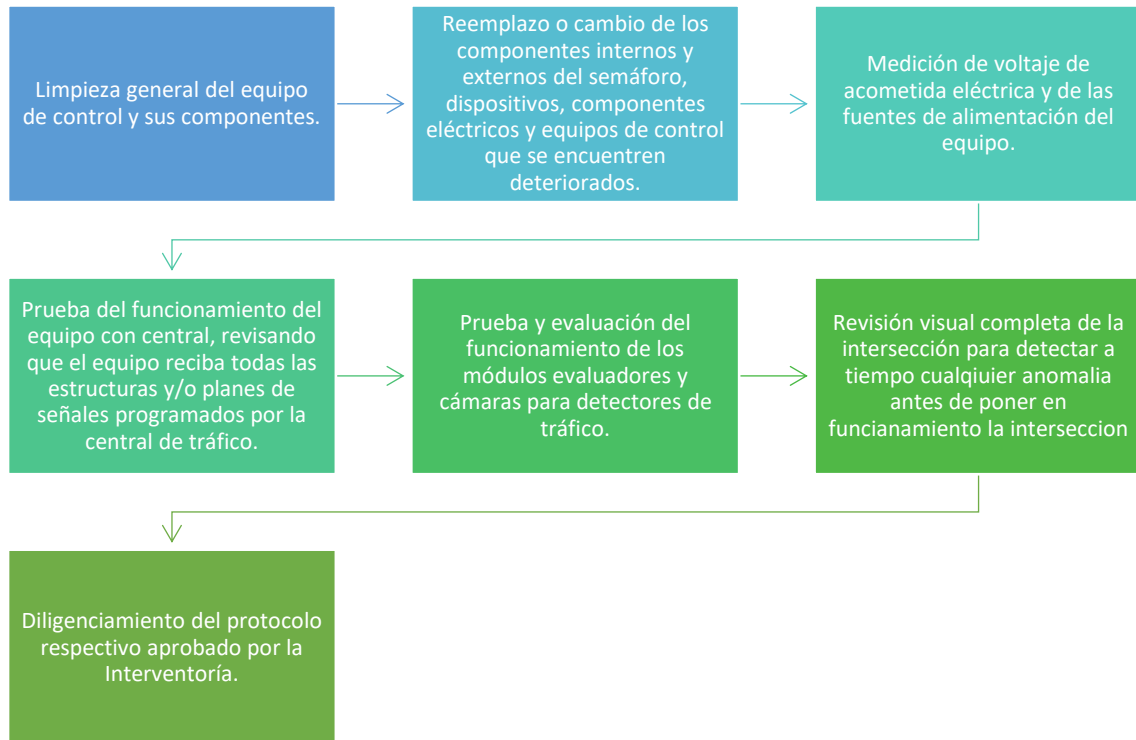 Limpieza general del equipo
de control y sus componentes.
Reemplazo o cambio de los
componentes internos y
externos del semáforo,
dispositivos, componentes
eléctricos y equipos de control
que se encuentren
deteriorados.
Medición de voltaje de
acometida eléctrica y de las
fuentes de alimentación del
equipo.
Prueba del funcionamiento del
equipo con central, revisando
que el equipo reciba todas las
estructuras y/o planes de
señales programados por la
central de tráfico.
Prueba y evaluación del
funcionamiento de los
módulos evaluadores y
cámaras para detectores de
tráfico.
Revisión visual completa de la
intersección para detectar a
tiempo cualqiuier anomalia
antes de poner en
funcianamiento la interseccion
Diligenciamiento del protocolo
respectivo aprobado por la
Interventoría.